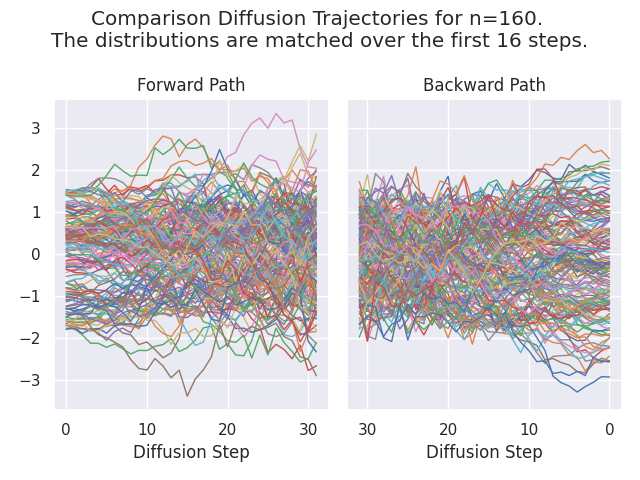 Comparison Diffusion Trajectories for n=160.
The distributions are matched over the first 16 steps.
Forward Path
Backward Path
3
2
1
0
−1
−2
−3
0 10 20 30
30 20 10 0
Diffusion Step
Diffusion Step